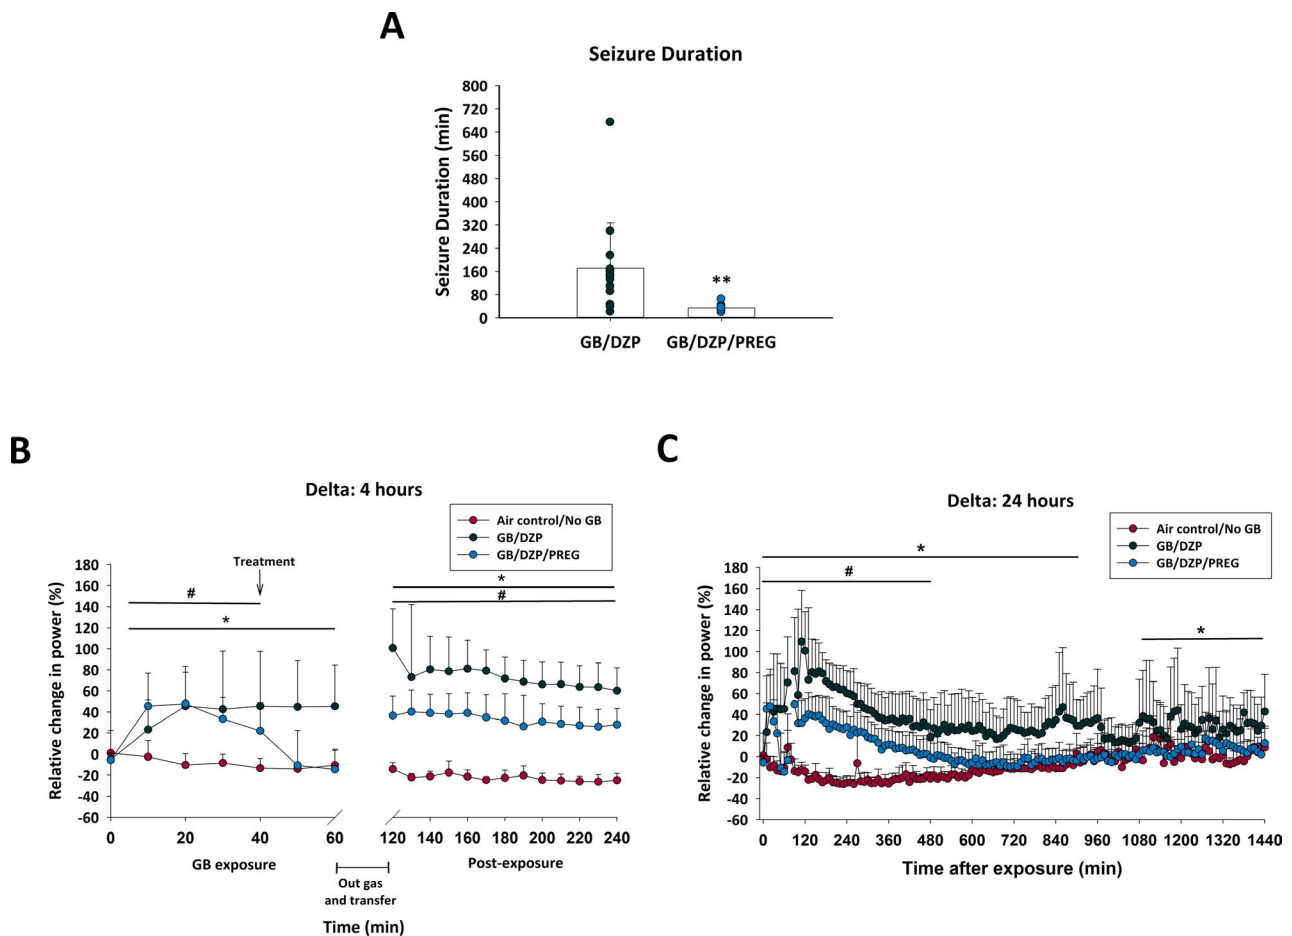 A
Seizure Duration
Seizure Duration (min)
800
720
640
560
480
400
320
240
160
80
0
**
GB/DZP
GB/DZP/PREG
B
Delta: 4 hours
Air control/No GB
GB/DZP
GB/DZP/PREG
Relative change in power (%)
180
160
140
120
100
80
60
40
20
0
-20
-40
-60
Treatment
#
*
*
#
0 20 40 60 120 140 160 180 200 220 240
GB exposure
Post-exposure
Out gas
and transfer
Time (min)
C
Delta: 24 hours
Air control/No GB
GB/DZP
GB/DZP/PREG
Relative change in power (%)
180
160
140
120
100
80
60
40
20
0
-20
-40
-60
*
#
*
0 120 240 360 480 600 720 840 960 1080 1200 1320 1440
Time after exposure (min)